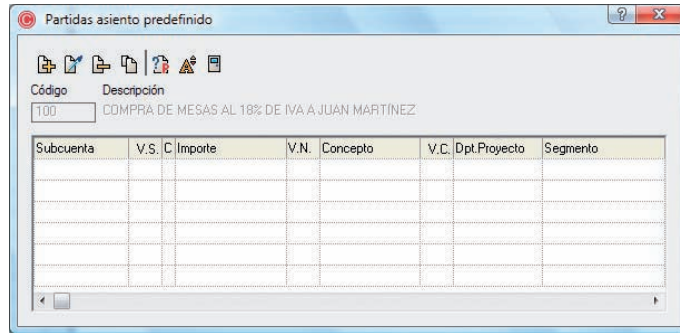 Partidas asiento predefinido
Código Descripción
100 COMPRA DE MESAS AL 18% DE IVA A JUAN MARTÍNEZ
Subcuenta V.S. C Importe V.N. Concepto V.C. Dpt.Proyecto Segmento